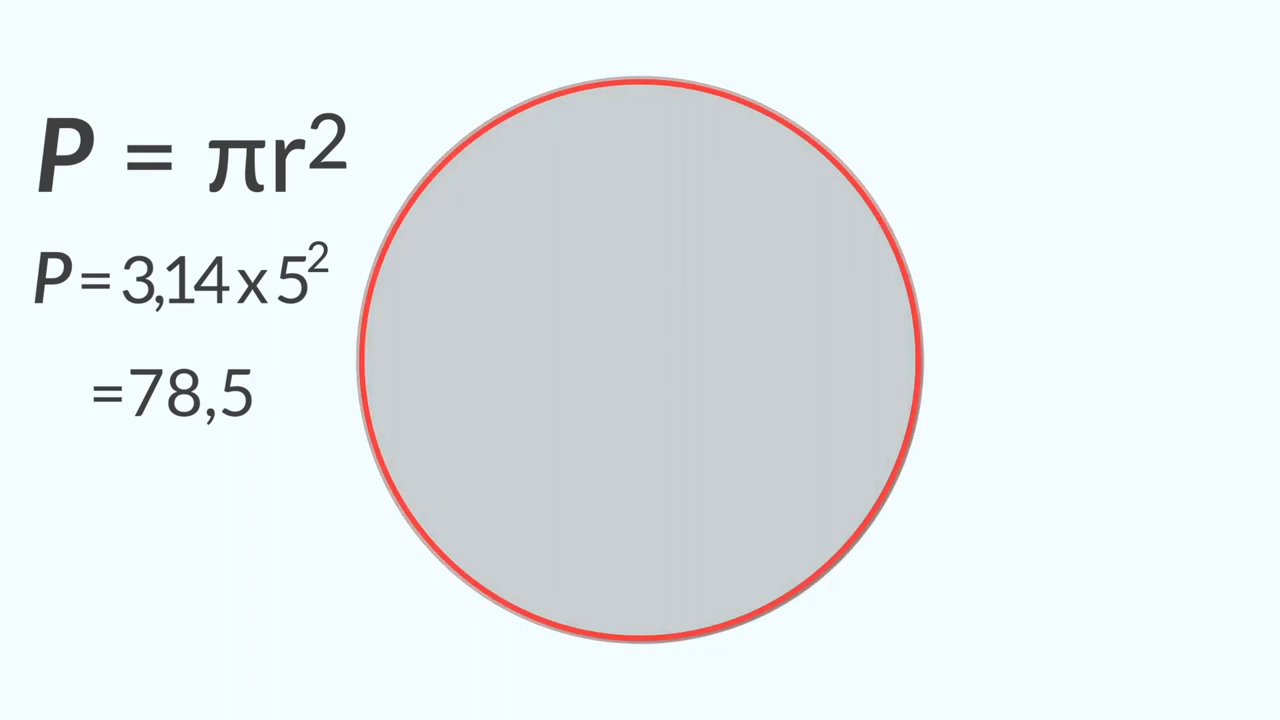 P = πr²
P = 3,14 x 5²
=78,5